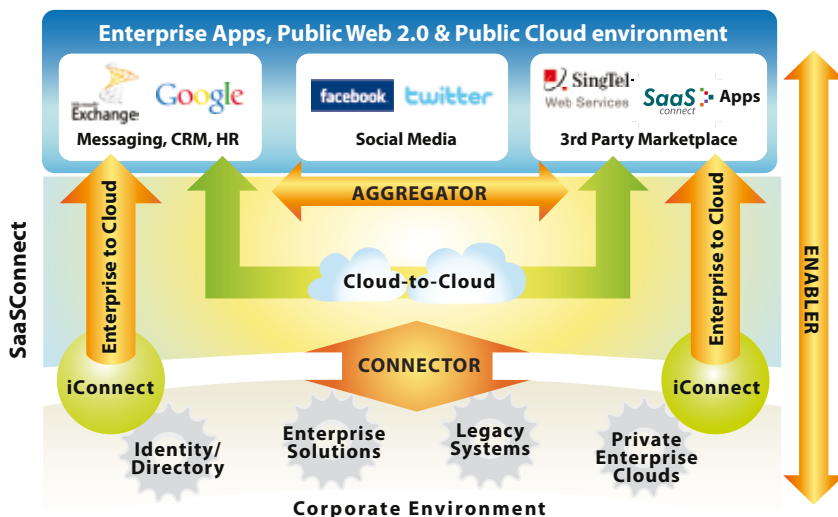 Enterprise Apps, Public Web 2.0 & Public Cloud environment
Microsoft
Exchange
Google
Messaging, CRM, HR
facebook
twitter
Social Media
SingTel
Web Services
SaaS
connect
Apps
3rd Party Marketplace
AGGREGATOR
Enterprise to Cloud
Enterprise to Cloud
Cloud-to-Cloud
SaaSConnect
ENABLER
CONNECTOR
iConnect
iConnect
Identity/
Directory
Enterprise
Solutions
Legacy
Systems
Private
Enterprise
Clouds
Corporate Environment